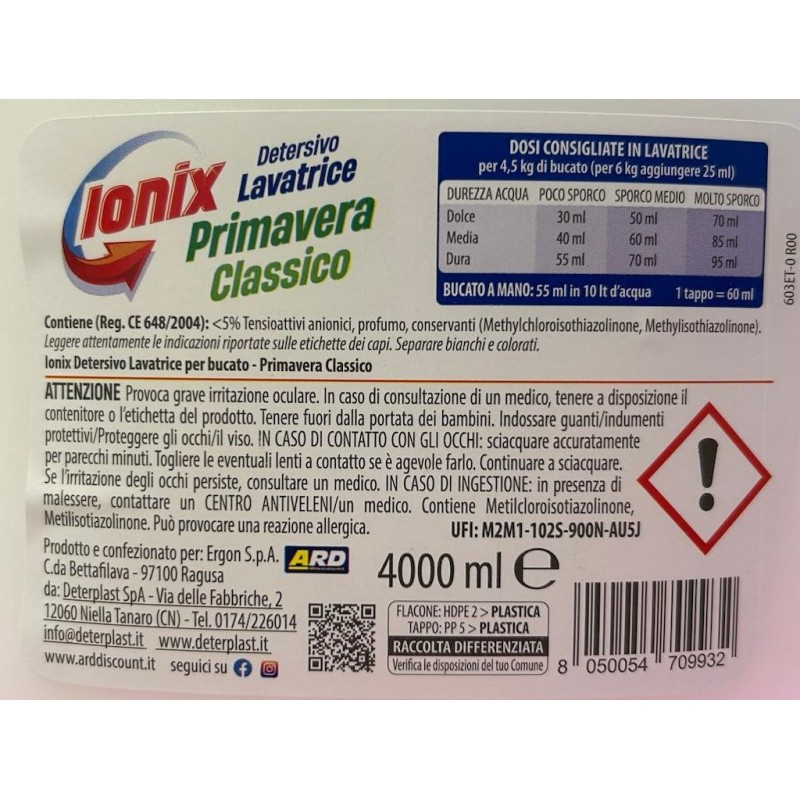 Ionix
Detersivo
Lavatrice
Primavera
Classico
DOSI CONSIGLIATE IN LAVATRICE
per 4,5 kg di bucato (per 6 kg aggiungere 25 ml)
DUREZZA ACQUA POCO SPORCO SPORCO MEDIO MOLTO SPORCO
Dolce 30 ml 50 ml 70 ml
Media 40 ml 60 ml 85 ml
Dura 55 ml 70 ml 95 ml
BUCATO A MANO: 55 ml in 10 lt d'acqua 1 tappo = 60 ml
603ET-0 R00
Contiene (Reg. CE 648/2004): <5% Tensioattivi anionici, profumo, conservanti (Methylchloroisothiazolinone, Methylisothiazolinone).
Leggere attentamente le indicazioni riportate sulle etichette dei capi. Separare bianchi e colorati.
Ionix Detersivo Lavatrice per bucato - Primavera Classico
ATTENZIONE Provoca grave irritazione oculare. In caso di consultazione di un medico, tenere a disposizione il
contenitore o l'etichetta del prodotto. Tenere fuori dalla portata dei bambini. Indossare guanti/indumenti
protettivi/Proteggere gli occhi/il viso. IN CASO DI CONTATTO CON GLI OCCHI: sciacquare accuratamente
per parecchi minuti. Togliere le eventuali lenti a contatto se è agevole farlo. Continuare a sciacquare.
Se l'irritazione degli occhi persiste, consultare un medico. IN CASO DI INGESTIONE: in presenza di
malessere, contattare un CENTRO ANTIVELENI/un medico. Contiene Metilcloroisotiazolinone,
Metilisotiazolinone. Può provocare una reazione allergica. UFI: M2M1-102S-900N-AU5J
Prodotto e confezionato per: Ergon S.p.A. ARD
C.da Bettafilava - 97100 Ragusa
da: Deterplast SpA - Via delle Fabbriche, 2
12060 Niella Tanaro (CN) - Tel. 0174/226014
info@deterplast.it www.deterplast.it
www.arddiscount.it seguici su
4000 ml e
FLACONE: HDPE 2 > PLASTICA
TAPPO: PP 5 > PLASTICA
RACCOLTA DIFFERENZIATA
Verifica le disposizioni del tuo Comune
8 050054 709932